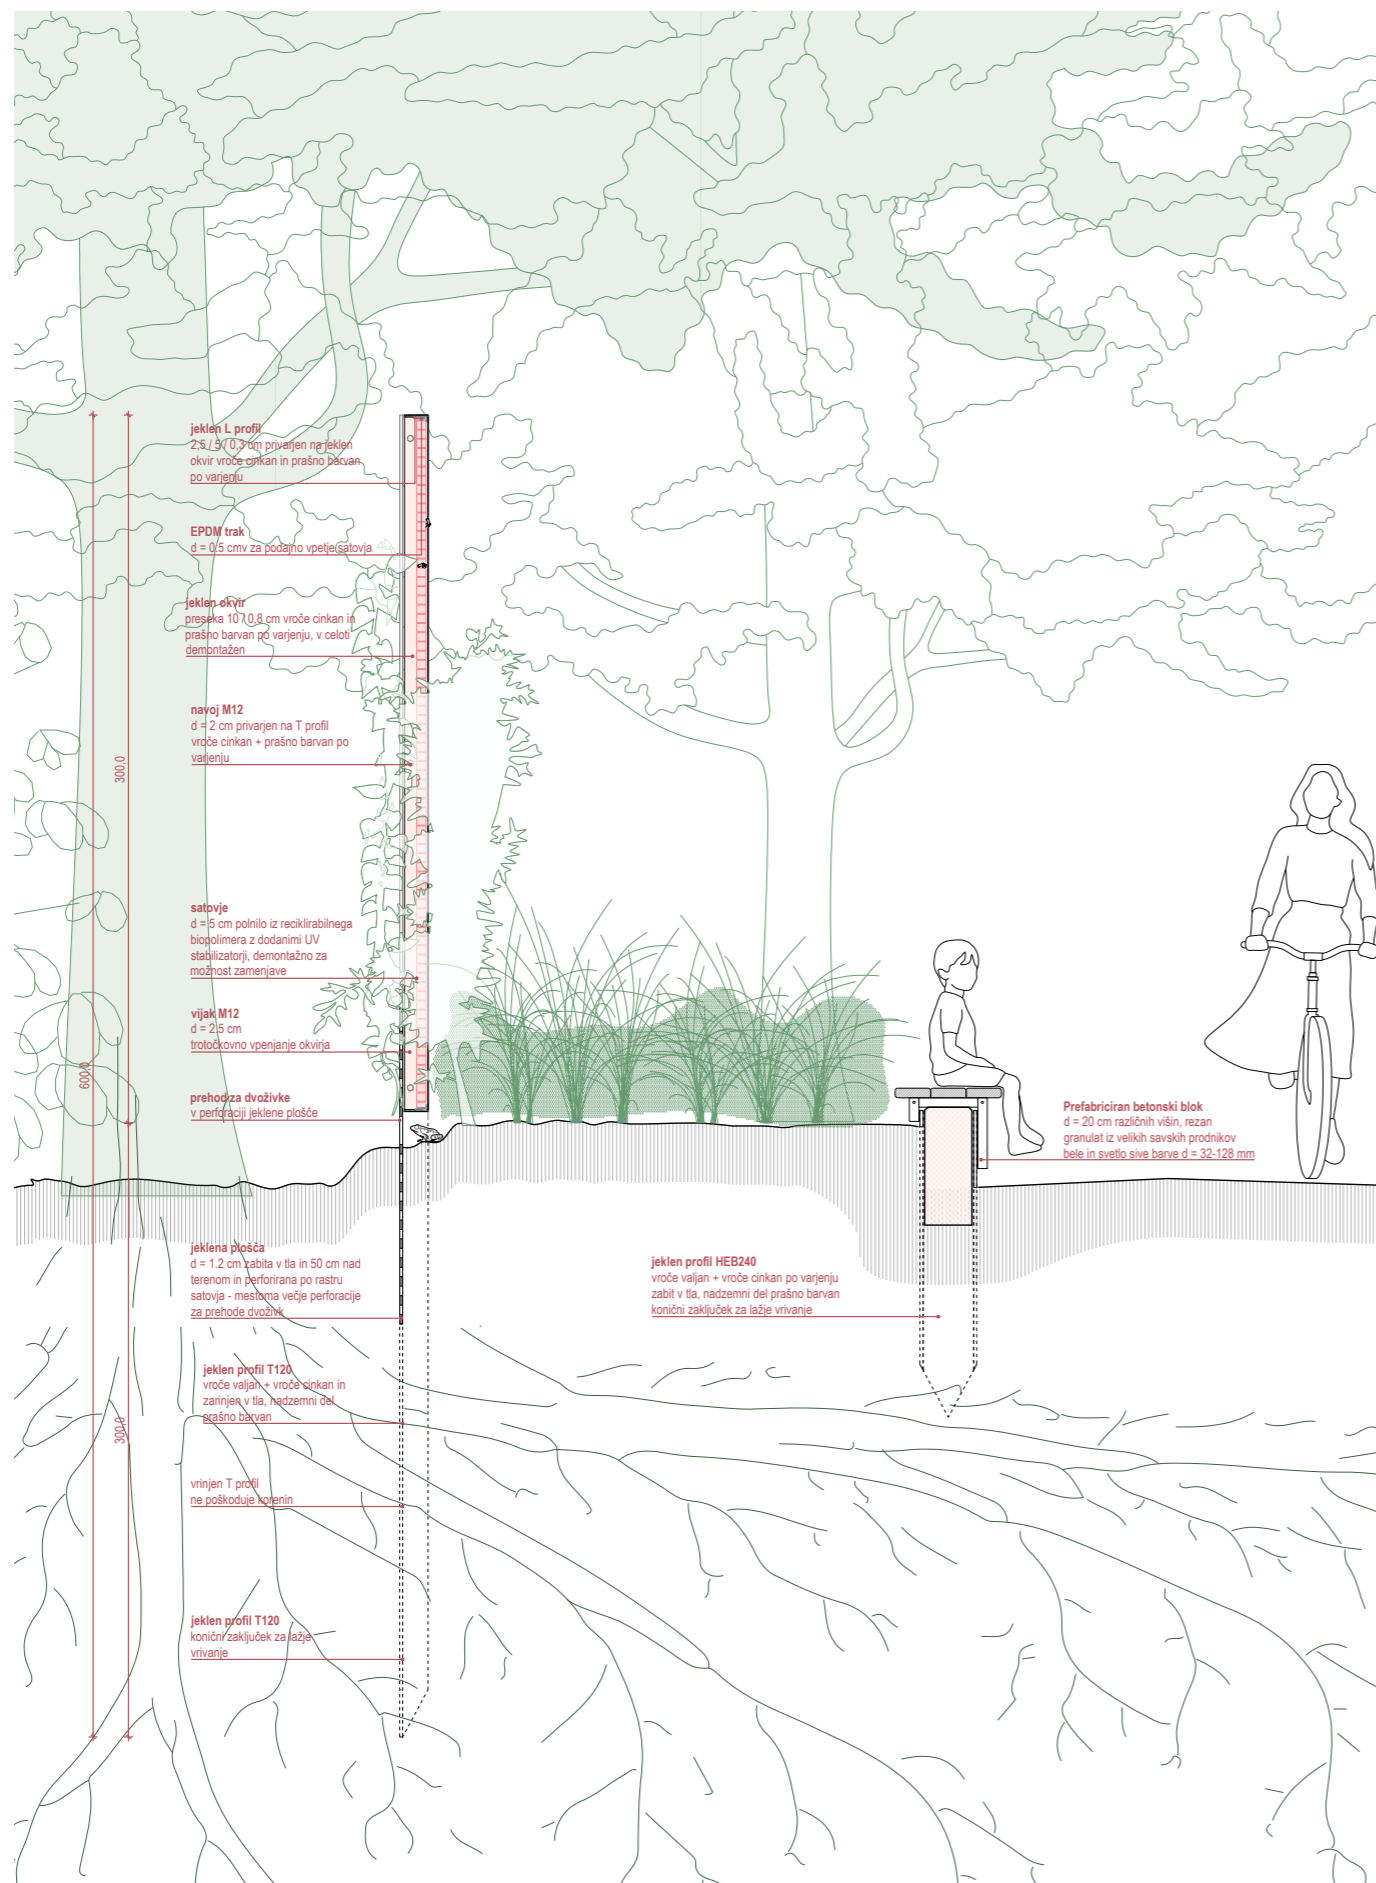 jeklen L profil
2,5 / 5 / 0,3 cm privarjen na jeklen
okvir vroče cinkan in prašno barvan
po varjenju
EPDM trak
d = 0.5 cmv za podajno vpetje satovja
jeklen okvir
preseka 10 / 0,8 cm vroče cinkan in
prašno barvan po varjenju, v celoti
demontažen
navoj M12
d = 2 cm privarjen na T profil
vroče cinkan + prašno barvan po
varjenju
300,0
satovje
d = 5 cm polnilo iz reciklirabilnega
biopolimera z dodanimi UV
stabilizatorji, demontažno za
možnost zamenjave
vijak M12
d = 2.5 cm
trotočkovno vpenjanje okvirja
600,0
prehod za dvoživke
v perforaciji jeklene plošče
Prefabriciran betonski blok
d = 20 cm različnih višin, rezan
granulat iz velikih savskih prodnikov
bele in svetlo sive barve d = 32-128 mm
jeklena plošča
d = 1.2 cm zabita v tla in 50 cm nad
terenom in perforirana po rastru
satovja - mestoma večje perforacije
za prehode dvoživk
jeklen profil HEB240
vroče valjan + vroče cinkan po varjenju
zabit v tla, nadzemni del prašno barvan
konični zaključek za lažje vrivanje
jeklen profil T120
vroče valjan + vroče cinkan in
zarinjen v tla, nadzemni del
prašno barvan
300,0
vrinjen T profil
ne poškoduje korenin
jeklen profil T120
konični zaključek za lažje
vrivanje